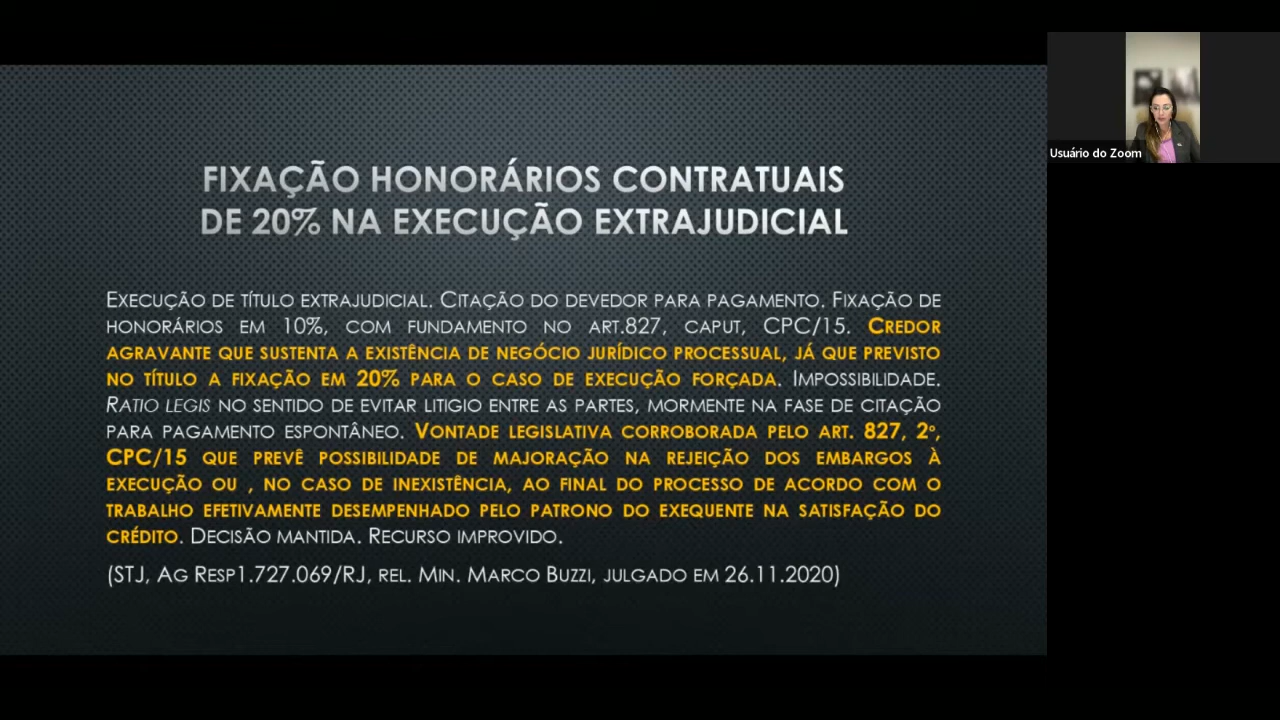 FIXAÇÃO HONORÁRIOS CONTRATUAIS
DE 20% NA EXECUÇÃO EXTRAJUDICIAL
EXECUÇÃO DE TÍTULO EXTRAJUDICIAL. CITAÇÃO DO DEVEDOR PARA PAGAMENTO. FIXAÇÃO DE
HONORÁRIOS EM 10%, COM FUNDAMENTO NO ART.827, CAPUT, CPC/15. CREDOR
AGRAVANTE QUE SUSTENTA A EXISTÊNCIA DE NEGÓCIO JURÍDICO PROCESSUAL, JÁ QUE PREVISTO
NO TÍTULO A FIXAÇÃO EM 20% PARA O CASO DE EXECUÇÃO FORÇADA. IMPOSSIBILIDADE.
RATIO LEGIS NO SENTIDO DE EVITAR LITIGIO ENTRE AS PARTES, MORMENTE NA FASE DE CITAÇÃO
PARA PAGAMENTO ESPONTÂNEO. VONTADE LEGISLATIVA CORROBORADA PELO ART. 827, 2º,
CPC/15 QUE PREVÊ POSSIBILIDADE DE MAJORAÇÃO NA REJEIÇÃO DOS EMBARGOS À
EXECUÇÃO OU , NO CASO DE INEXISTÊNCIA, AO FINAL DO PROCESSO DE ACORDO COM O
TRABALHO EFETIVAMENTE DESEMPENHADO PELO PATRONO DO EXEQUENTE NA SATISFAÇÃO DO
CRÉDITO. DECISÃO MANTIDA. RECURSO IMPROVIDO.
(STJ, AG RESP1.727.069/RJ, REL. MIN. MARCO BUZZI, JULGADO EM 26.11.2020)
Usuário do Zoom